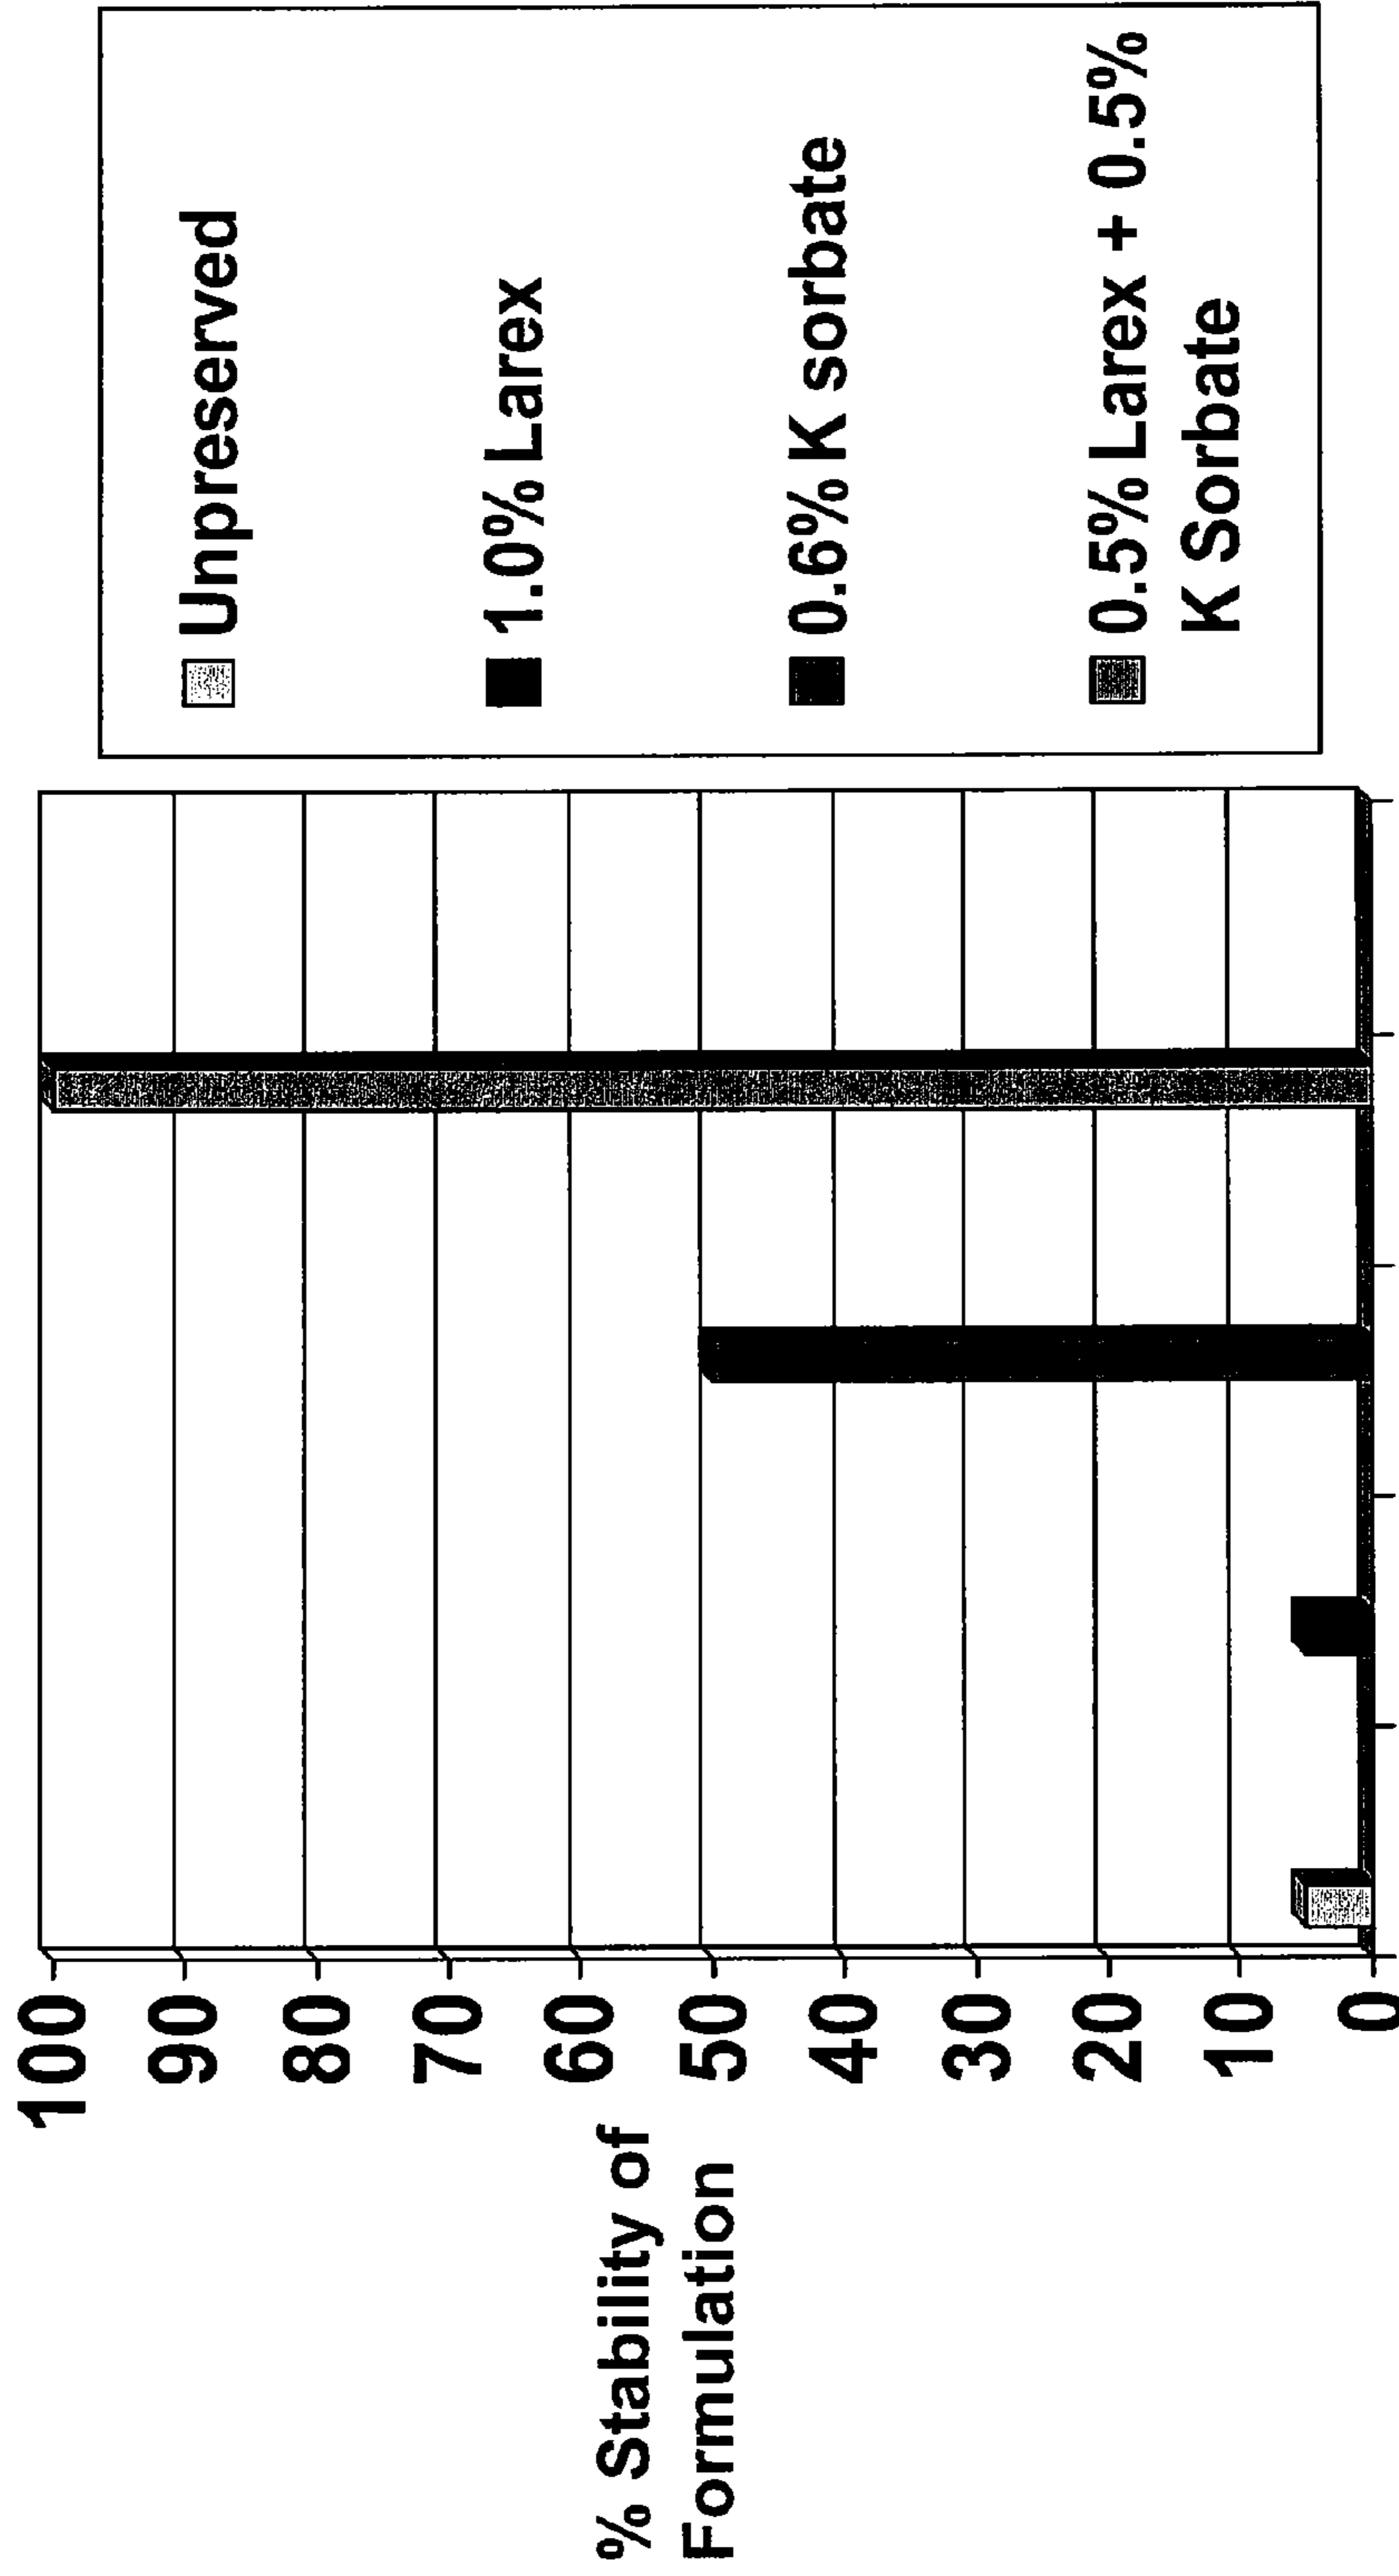 % Stability of
Formulation
100
90
80
70
60
50
40
30
20
10
0
Unpreserved
1.0% Larex
0.6% K sorbate
0.5% Larex + 0.5%
K Sorbate